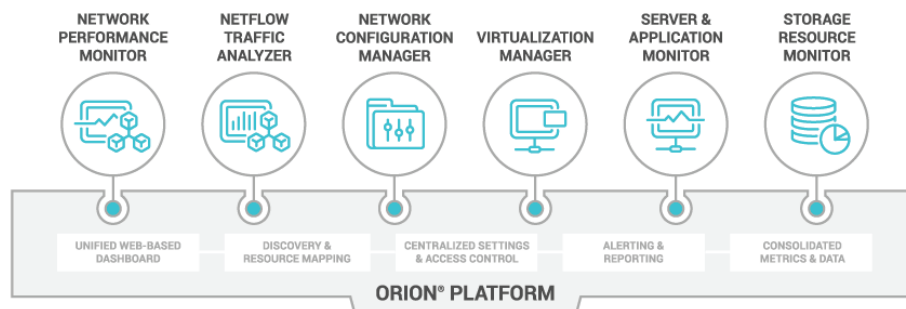 NETWORK
PERFORMANCE
MONITOR
NETFLOW
TRAFFIC
ANALYZER
NETWORK
CONFIGURATION
MANAGER
VIRTUALIZATION
MANAGER
SERVER &
APPLICATION
MONITOR
STORAGE
RESOURCE
MONITOR
UNIFIED WEB-BASED
DASHBOARD
DISCOVERY &
RESOURCE MAPPING
CENTRALIZED SETTINGS
& ACCESS CONTROL
ALERTING &
REPORTING
CONSOLIDATED
METRICS & DATA
ORION® PLATFORM